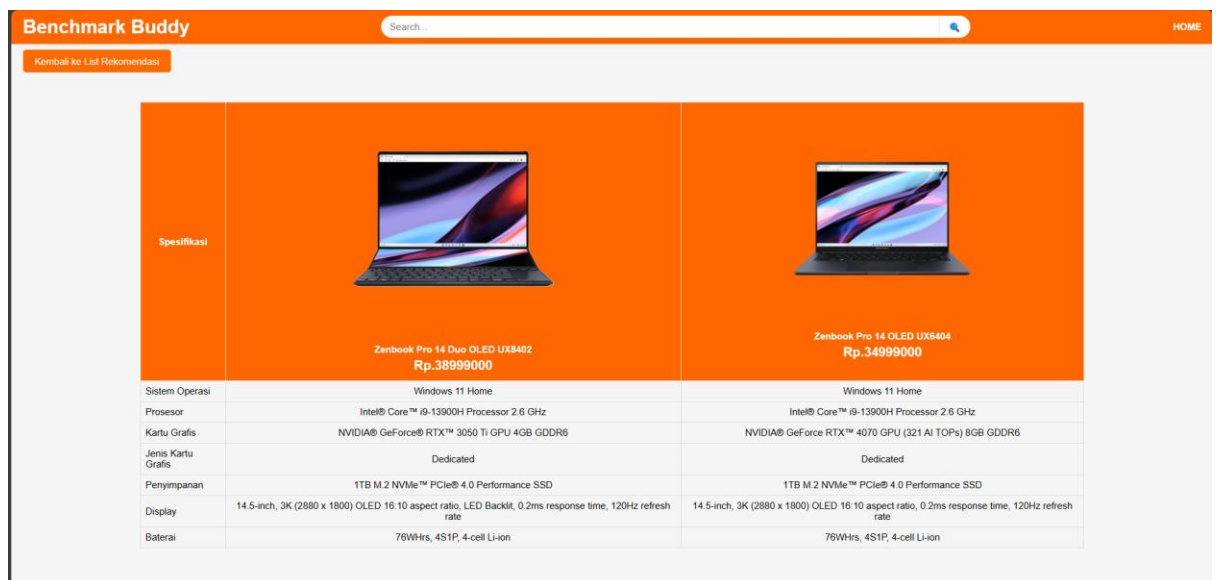 Benchmark Buddy
Search...
HOME
Kembali ke List Rekomendasi
Spesifikasi
Zenbook Pro 14 Duo OLED UX8402
Rp.38999000
Zenbook Pro 14 OLED UX6404
Rp.34999000
Sistem Operasi
Windows 11 Home
Windows 11 Home
Prosesor
Intel® Core™ i9-13900H Processor 2.6 GHz
Intel® Core™ i9-13900H Processor 2.6 GHz
Kartu Grafis
NVIDIA® GeForce® RTX™ 3050 Ti GPU 4GB GDDR6
NVIDIA® GeForce RTX™ 4070 GPU (321 AI TOPs) 8GB GDDR6
Jenis Kartu
Grafis
Dedicated
Dedicated
Penyimpanan
1TB M.2 NVMe™ PCIe® 4.0 Performance SSD
1TB M.2 NVMe™ PCIe® 4.0 Performance SSD
Display
14.5-inch, 3K (2880 x 1800) OLED 16:10 aspect ratio, LED Backlit, 0.2ms response time, 120Hz refresh
rate
14.5-inch, 3K (2880 x 1800) OLED 16:10 aspect ratio, 0.2ms response time, 120Hz refresh
rate
Baterai
76WHrs, 4S1P, 4-cell Li-ion
76WHrs, 4S1P, 4-cell Li-ion